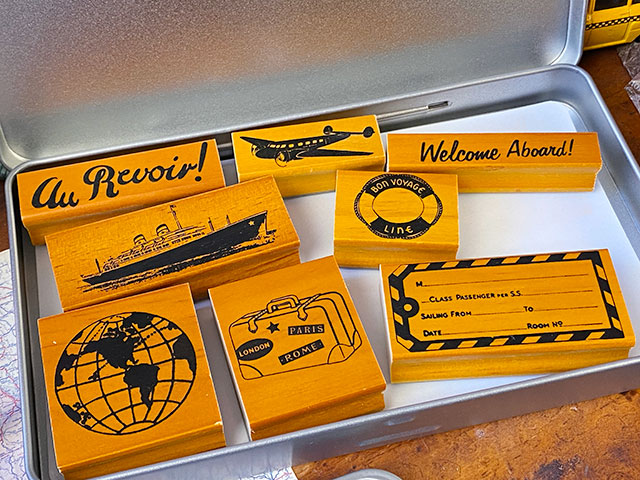 Au Revoir!
Welcome Aboard!
BON VOYAGE
LINE
M
CLASS PASSENGER PER S.S.
SAILING FROM TO
DATE ROOM NO
PARIS
LONDON
ROME